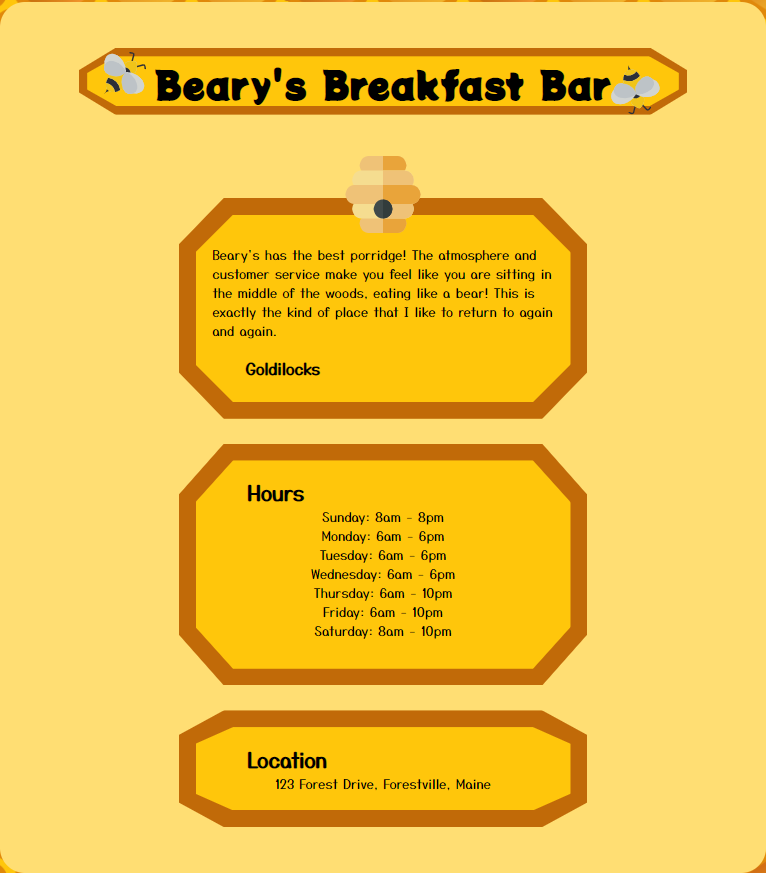 Beary's Breakfast Bar
Beary's has the best porridge! The atmosphere and
customer service make you feel like you are sitting in
the middle of the woods, eating like a bear! This is
exactly the kind of place that I like to return to again
and again.
Goldilocks
Hours
Sunday: 8am - 8pm
Monday: 6am - 6pm
Tuesday: 6am - 6pm
Wednesday: 6am - 6pm
Thursday: 6am - 10pm
Friday: 6am - 10pm
Saturday: 8am - 10pm
Location
123 Forest Drive, Forestville, Maine